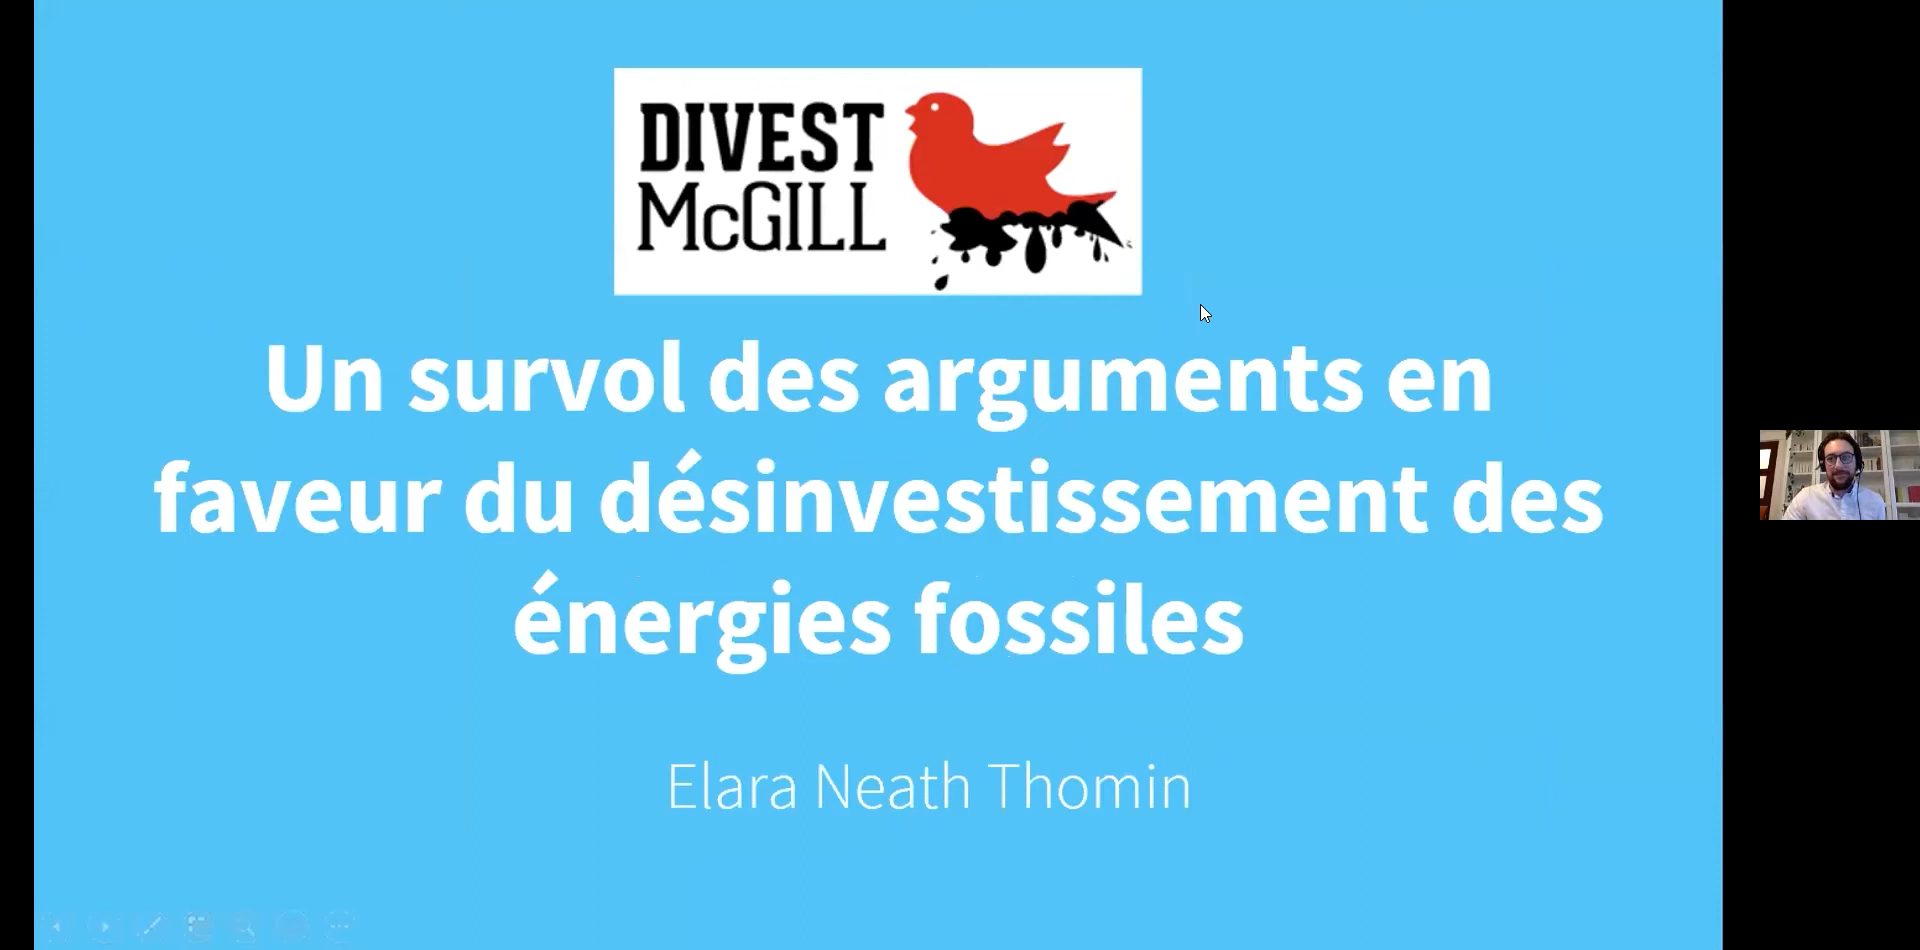 DIVEST
McGILL
Un survol des arguments en
faveur du désinvestissement des
énergies fossiles
Elara Neath Thomin